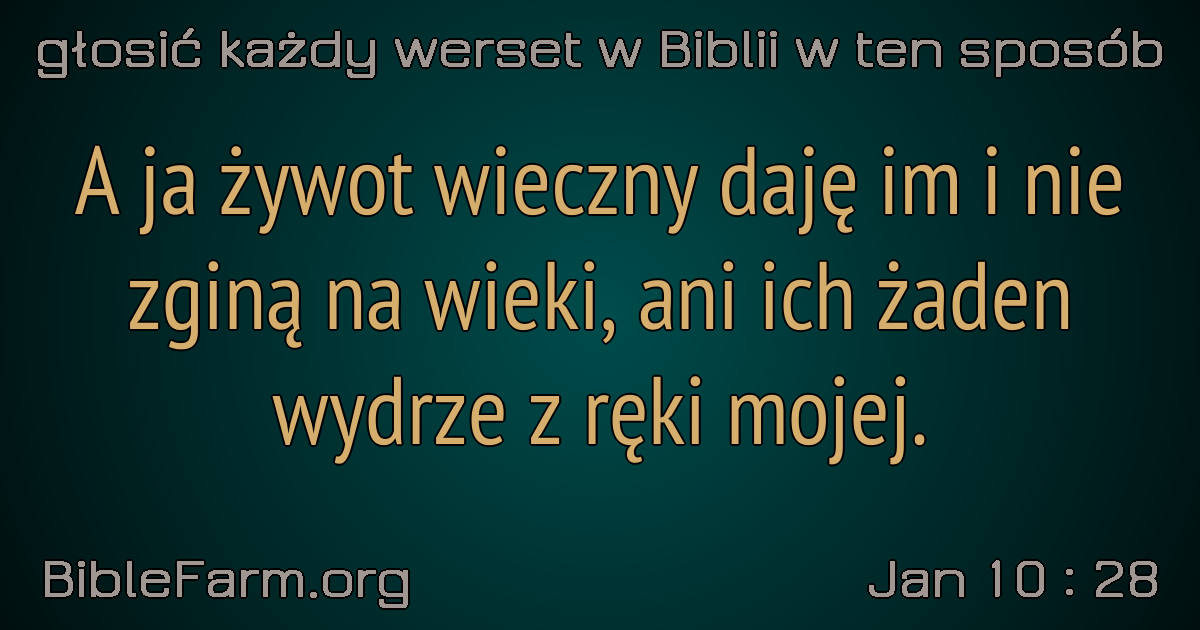 głosić każdy werset w Biblii w ten sposób
A ja żywot wieczny daję im i nie
zginą na wieki, ani ich żaden
wydrze z ręki mojej.
BibleFarm.org
Jan 10 : 28